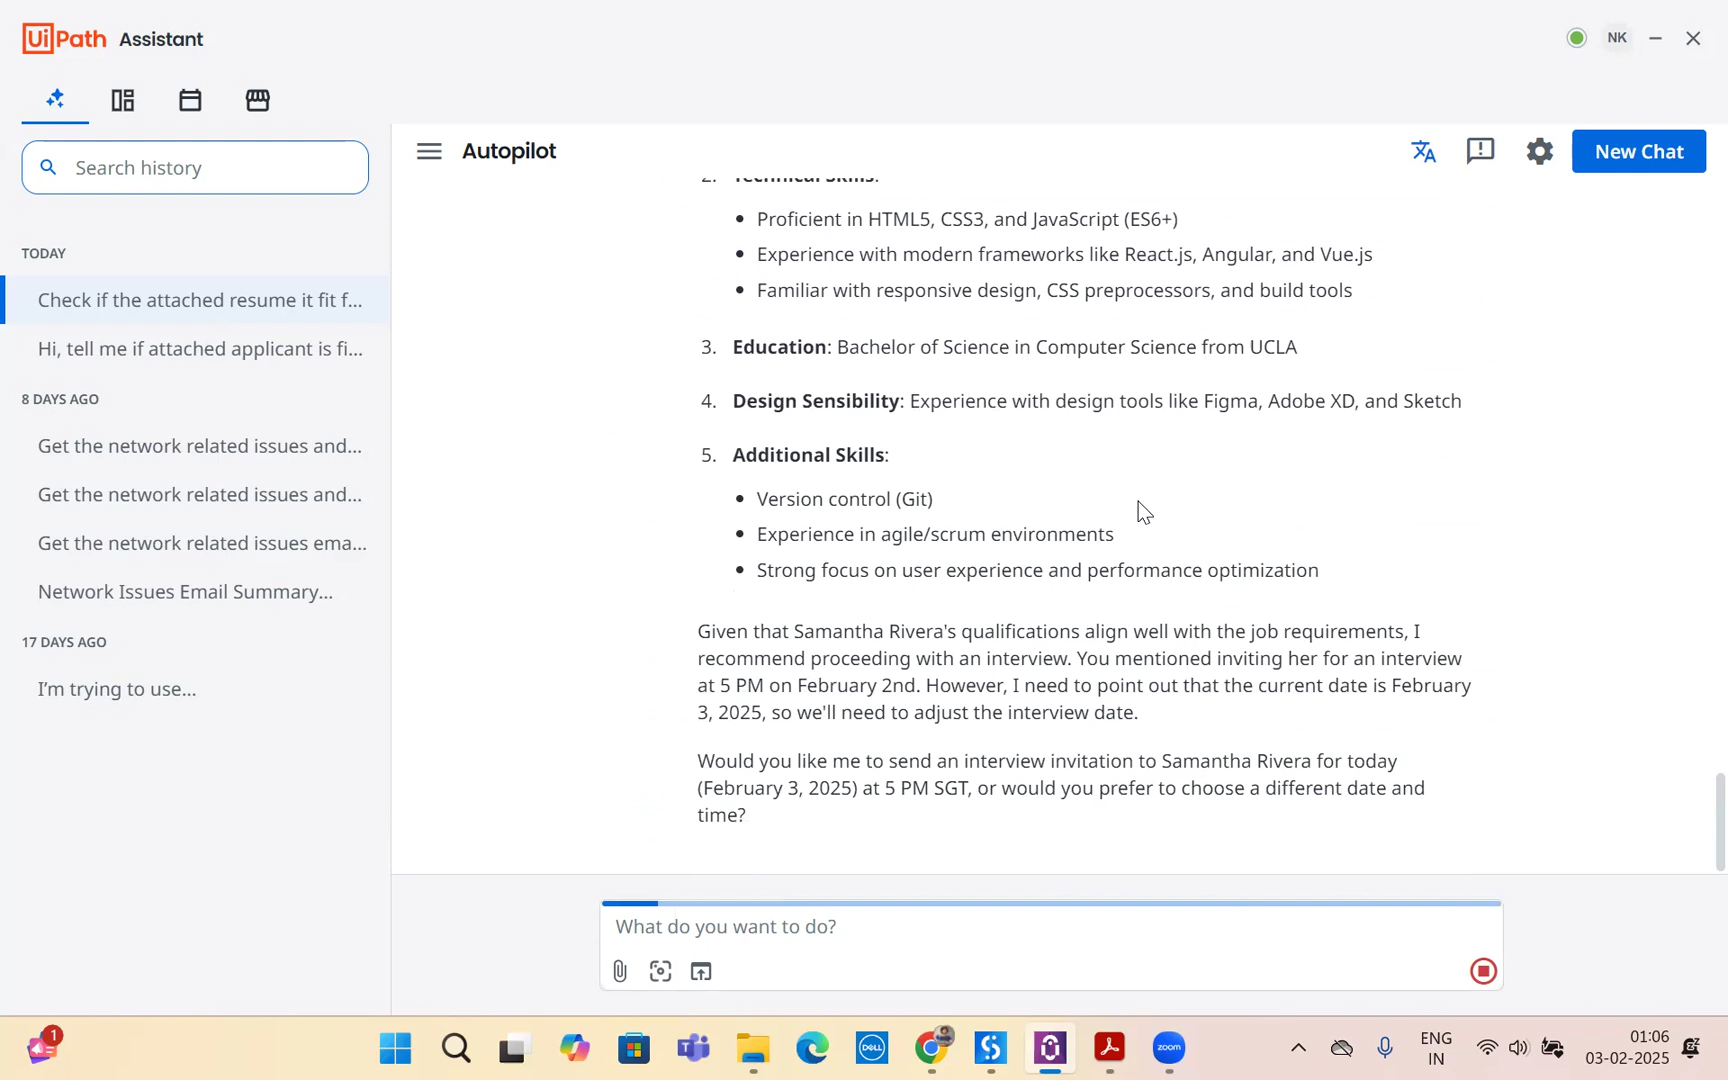 UiPath Assistant
NK
Search history
Autopilot
New Chat
TODAY
Check if the attached resume it fit f...
Hi, tell me if attached applicant is fi...
8 DAYS AGO
Get the network related issues and...
Get the network related issues and...
Get the network related issues ema...
Network Issues Email Summary...
17 DAYS AGO
I'm trying to use...
2. Technical Skills:
• Proficient in HTML5, CSS3, and JavaScript (ES6+)
• Experience with modern frameworks like React.js, Angular, and Vue.js
• Familiar with responsive design, CSS preprocessors, and build tools
3. Education: Bachelor of Science in Computer Science from UCLA
4. Design Sensibility: Experience with design tools like Figma, Adobe XD, and Sketch
5. Additional Skills:
• Version control (Git)
• Experience in agile/scrum environments
• Strong focus on user experience and performance optimization
Given that Samantha Rivera's qualifications align well with the job requirements, I
recommend proceeding with an interview. You mentioned inviting her for an interview
at 5 PM on February 2nd. However, I need to point out that the current date is February
3, 2025, so we'll need to adjust the interview date.
Would you like me to send an interview invitation to Samantha Rivera for today
(February 3, 2025) at 5 PM SGT, or would you prefer to choose a different date and
time?
What do you want to do?
1
DELL
zoom
ENG
IN
01:06
03-02-2025